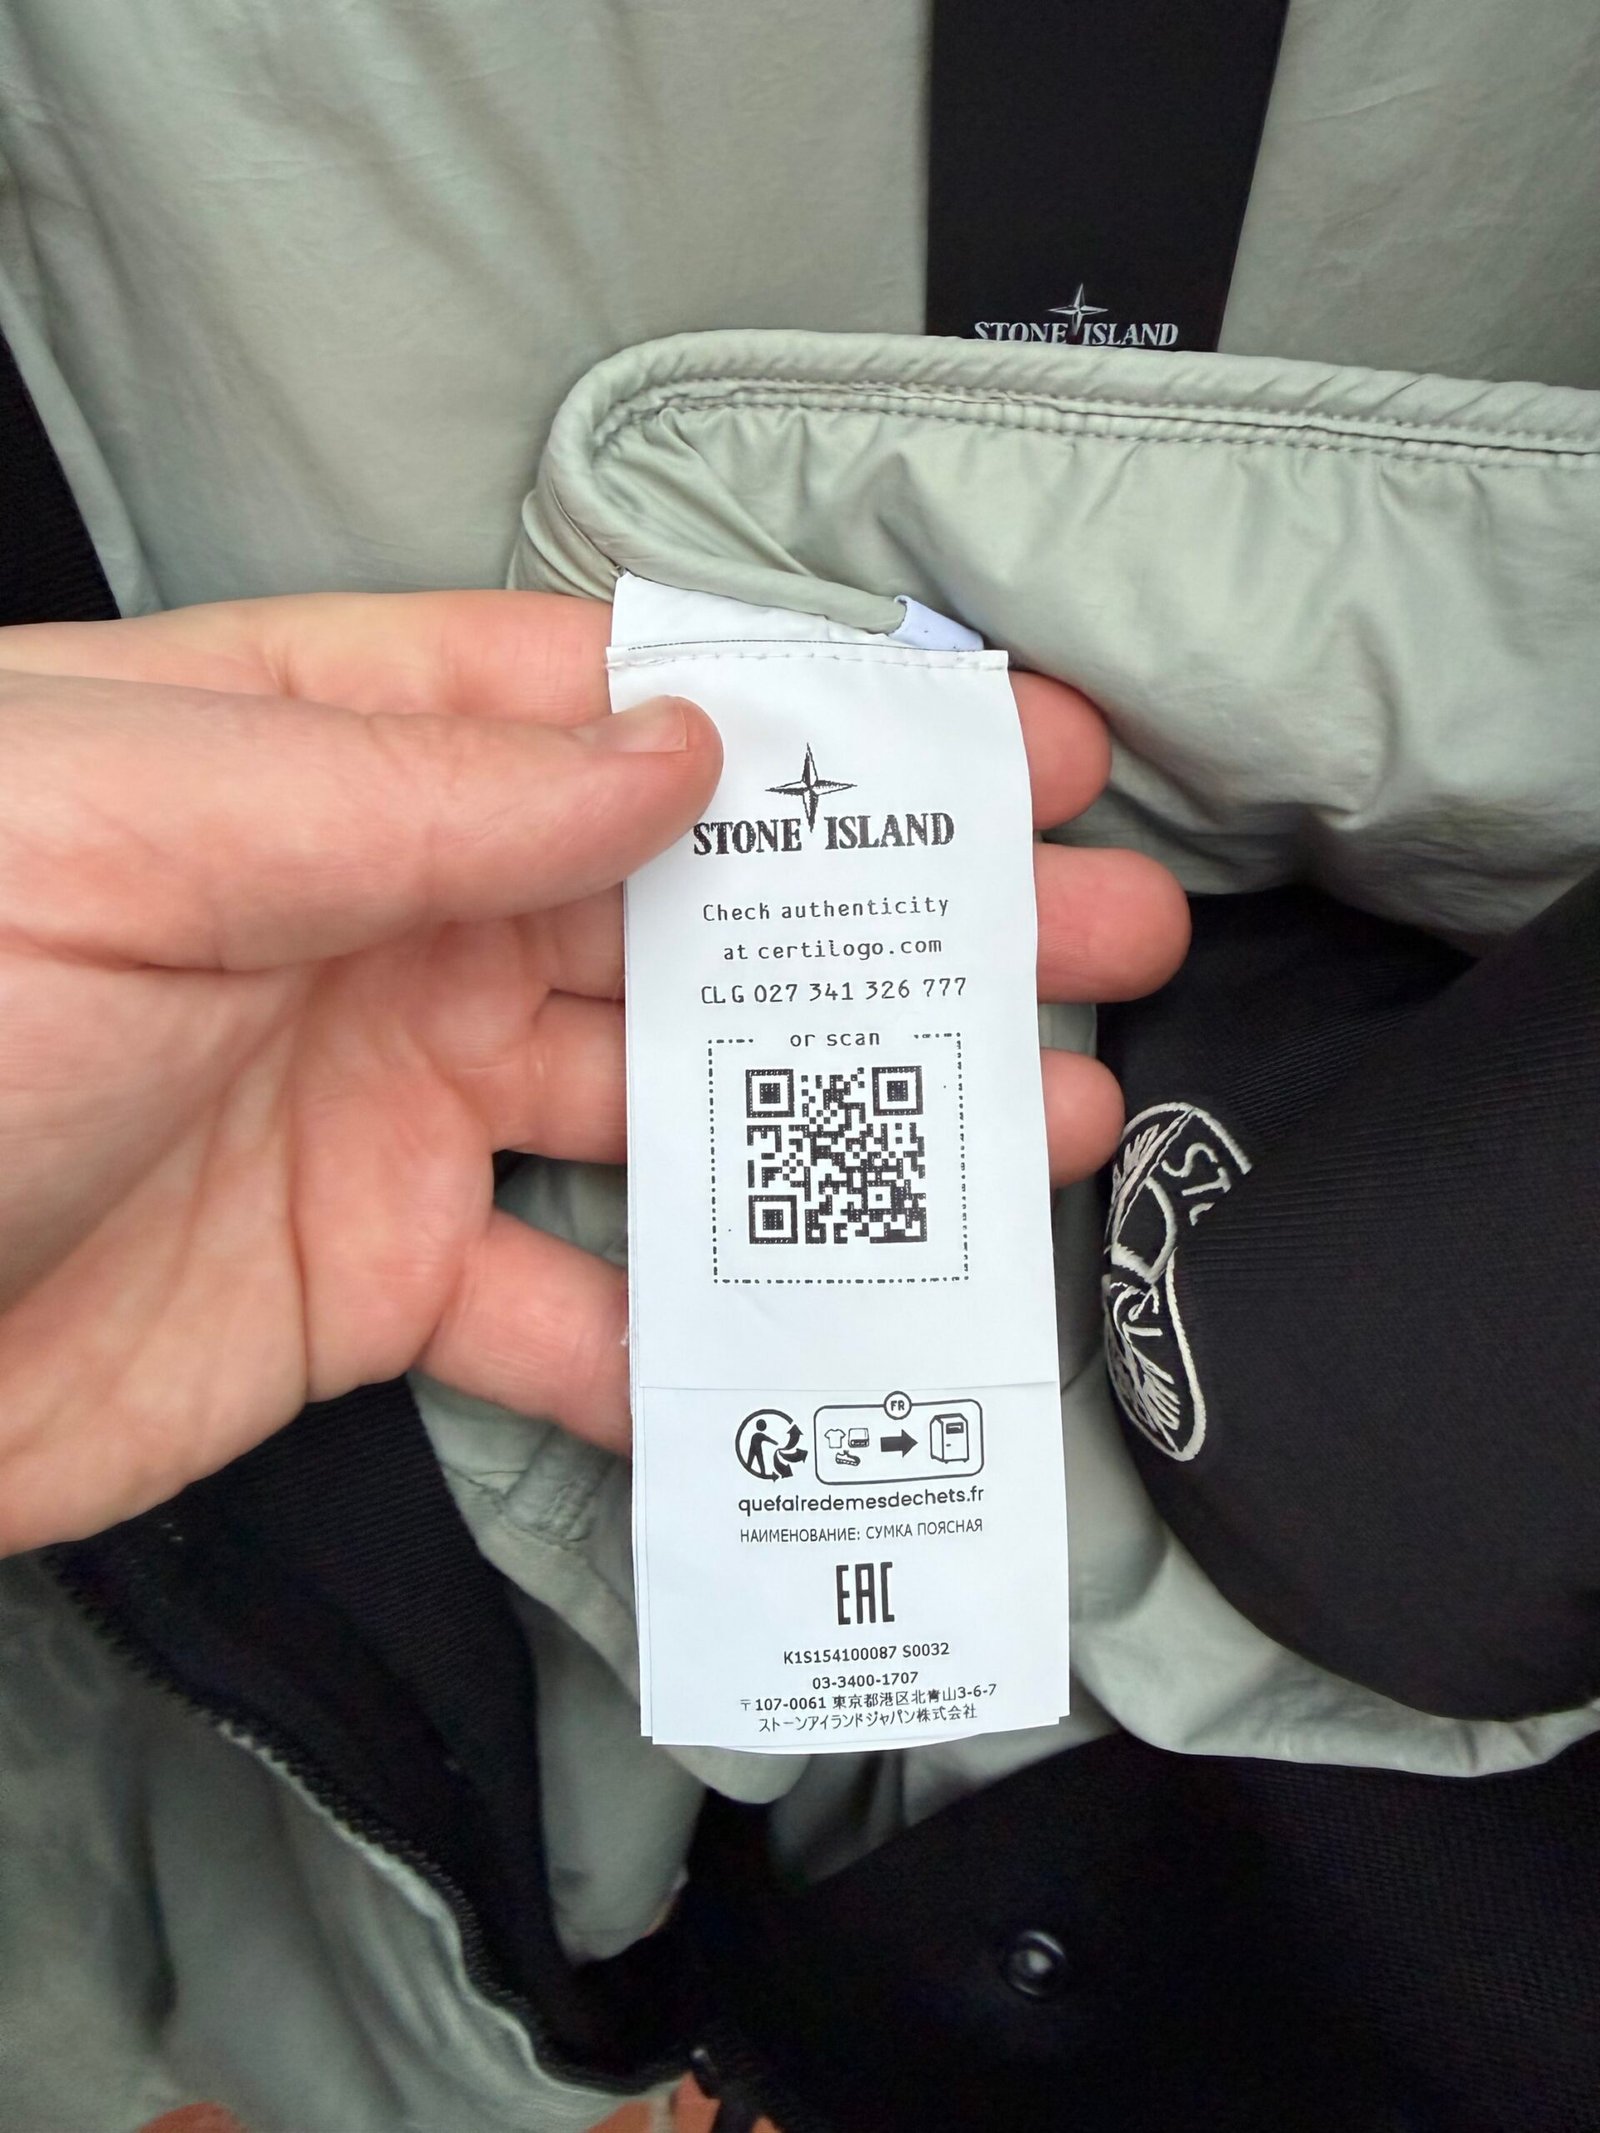 STONE ISLAND
STONE ISLAND
Check authenticity
at certilogo.com
CLG 027 341 326 777
or scan
FR
quefairedemesdechets.fr
НАИМЕНОВАНИЕ: СУМКА ПОЯСНАЯ
EAC
K1S154100087 S0032
03-3400-1707
〒107-0061 東京都港区北青山3-6-7
ストーンアイランドジャパン株式会社